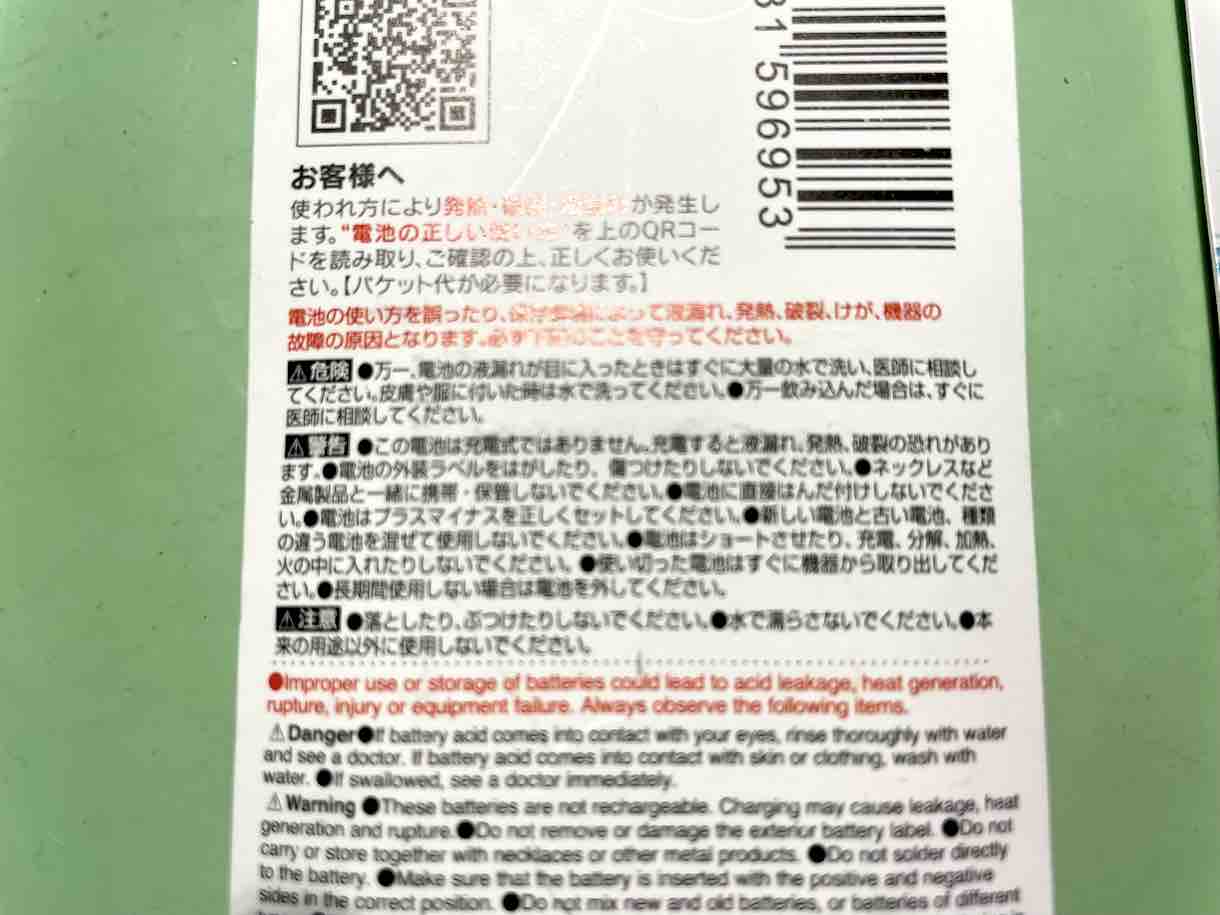 31 596953
お客様へ
使われ方により発熱・破裂・液漏れが発生し
ます。"電池の正しい使い方"を上のQRコー
ドを読み取り、ご確認の上、正しくお使いくだ
さい。【パケット代が必要になります。】
電池の使い方を誤ったり、保存環境によって液漏れ、発熱、破裂、けが、機器の
故障の原因となります。必ず下記のことを守ってください。
⚠危険 ●万一、電池の液漏れが目に入ったときはすぐに大量の水で洗い、医師に相談し
てください。皮膚や服に付いた時は水で洗ってください。●万一飲み込んだ場合は、すぐに
医師に相談してください。
⚠警告 ●この電池は充電式ではありません。充電すると液漏れ、発熱、破裂の恐れがあり
ます。●電池の外装ラベルをはがしたり、傷つけたりしないでください。●ネックレスなど
金属製品と一緒に携帯・保管しないでください。●電池に直接はんだ付けしないでくださ
い。●電池はプラスマイナスを正しくセットしてください。●新しい電池と古い電池、種類
の違う電池を混ぜて使用しないでください。●電池はショートさせたり、充電、分解、加熱、
火の中に入れたりしないでください。●使い切った電池はすぐに機器から取り出してくだ
さい。●長期間使用しない場合は電池を外してください。
⚠注意 ●落としたり、ぶつけたりしないでください。●水で濡らさないでください。●本
来の用途以外に使用しないでください。
●Improper use or storage of batteries could lead to acid leakage, heat generation,
rupture, injury or equipment failure. Always observe the following items.
⚠Danger●If battery acid comes into contact with your eyes, rinse thoroughly with water
and see a doctor. If battery acid comes into contact with skin or clothing, wash with
water. ●If swallowed, see a doctor immediately.
⚠Warning ●These batteries are not rechargeable. Charging may cause leakage, heat
generation and rupture.●Do not remove or damage the exterior battery label. ●Do not
carry or store together with necklaces or other metal products. ●Do not solder directly
to the battery. ●Make sure that the battery is inserted with the positive and negative
sides in the correct position. ●Do not mix new and old batteries, or batteries of different